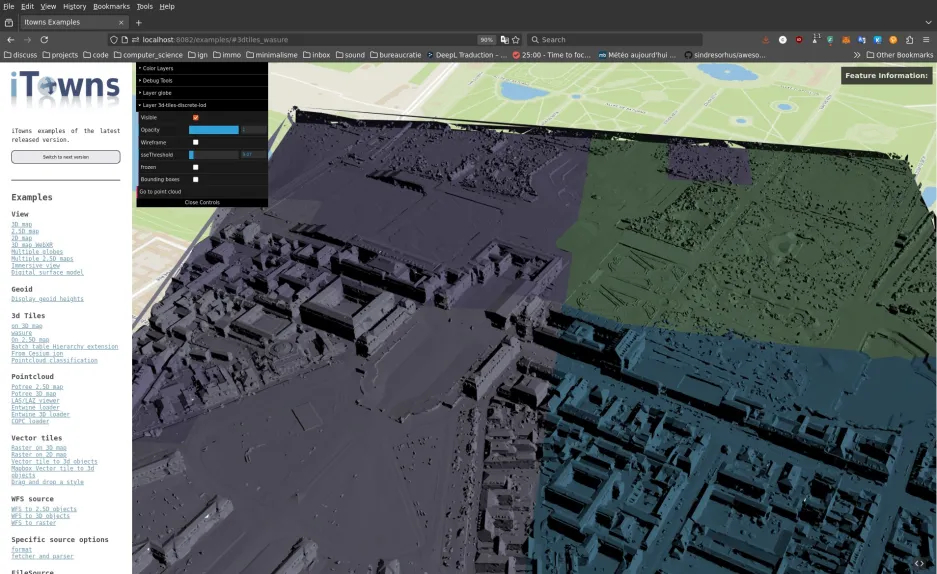 File Edit View History Bookmarks Tools Help
Itowns Examples
localhost:8082/examples/#3dtiles_wasure
90%
Search
discuss projects code computer_science ign immo minimalisme inbox sound bureaucratie DeepL Traduction - ... 25:00 - Time to foc... Météo aujourd'hui ... sindresorhus/aweso...
Other Bookmarks
iTowns
iTowns examples of the latest
released version.
Switch to next version
Examples
View
3D map
2.5D map
2D map
3D map WebXR
Multiple globes
Multiple 2.5D maps
Immersive view
Digital surface model
Geoid
Display geoid heights
3d Tiles
on 3D map
wasure
On 2.5D map
Batch table Hierarchy extension
From Cesium ion
Pointcloud classification
Pointcloud
Potree 2.5D map
Potree 3D map
LAS/LAZ viewer
Entwine loader
Entwine 3D loader
COPC loader
Vector tiles
Raster on 3D map
Raster on 2D map
Vector tile to 3d objects
Mapbox Vector tile to 3d
objects
Drag and drop a style
WFS source
WFS to 2.5D objects
WFS to 3D objects
WFS to raster
Specific source options
format
fetcher and parser
FileSource
Color Layers
Debug Tools
Layer globe
Layer 3d-tiles-discrete-lod
Visible
Opacity 1
Wireframe
sseThreshold
frozen
Bounding boxes
Go to point cloud
Close Controls
Feature Information: